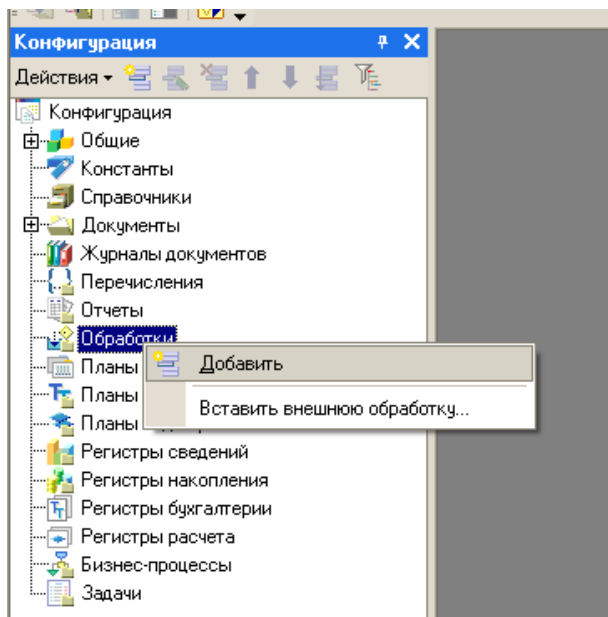 Конфигурация
Действия
Конфигурация
Общие
Константы
Справочники
Документы
Журналы документов
Перечисления
Отчеты
Обработки
Добавить
Планы
Планы
Вставить внешнюю обработку...
Планы
Регистры сведений
Регистры накопления
Регистры бухгалтерии
Регистры расчета
Бизнес-процессы
Задачи